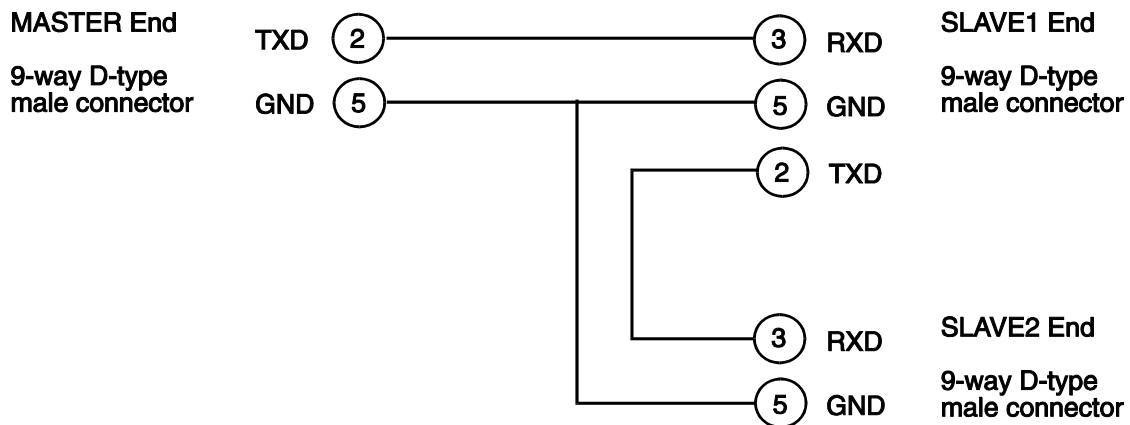 MASTER End
9-way D-type
male connector
TXD 2
GND 5
3 RXD
5 GND
2 TXD
SLAVE1 End
9-way D-type
male connector
3 RXD
5 GND
SLAVE2 End
9-way D-type
male connector